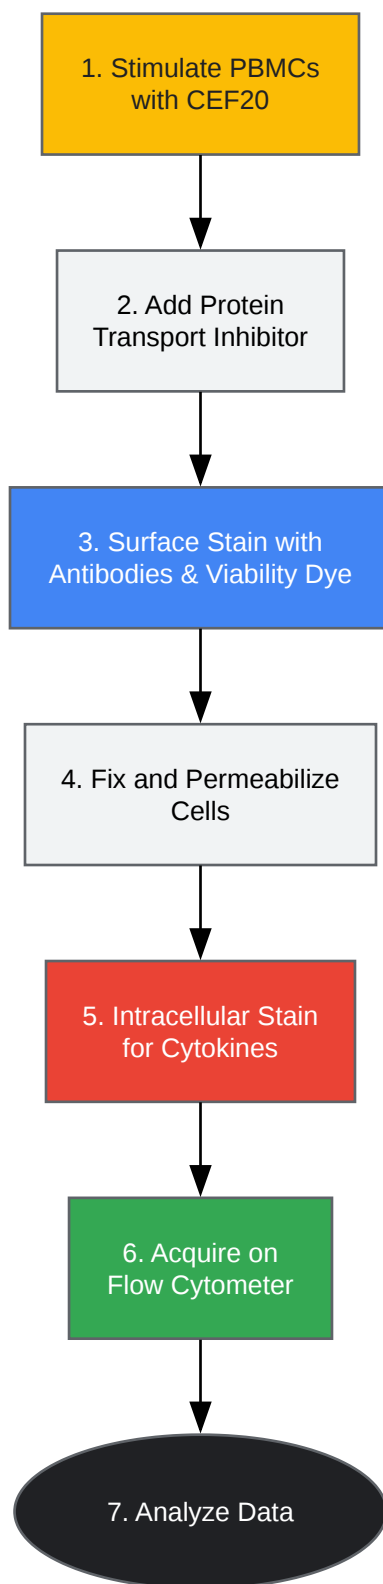 1. Stimulate PBMCs
with CEF20
2. Add Protein
Transport Inhibitor
3. Surface Stain with
Antibodies & Viability Dye
4. Fix and Permeabilize
Cells
5. Intracellular Stain
for Cytokines
6. Acquire on
Flow Cytometer
7. Analyze Data